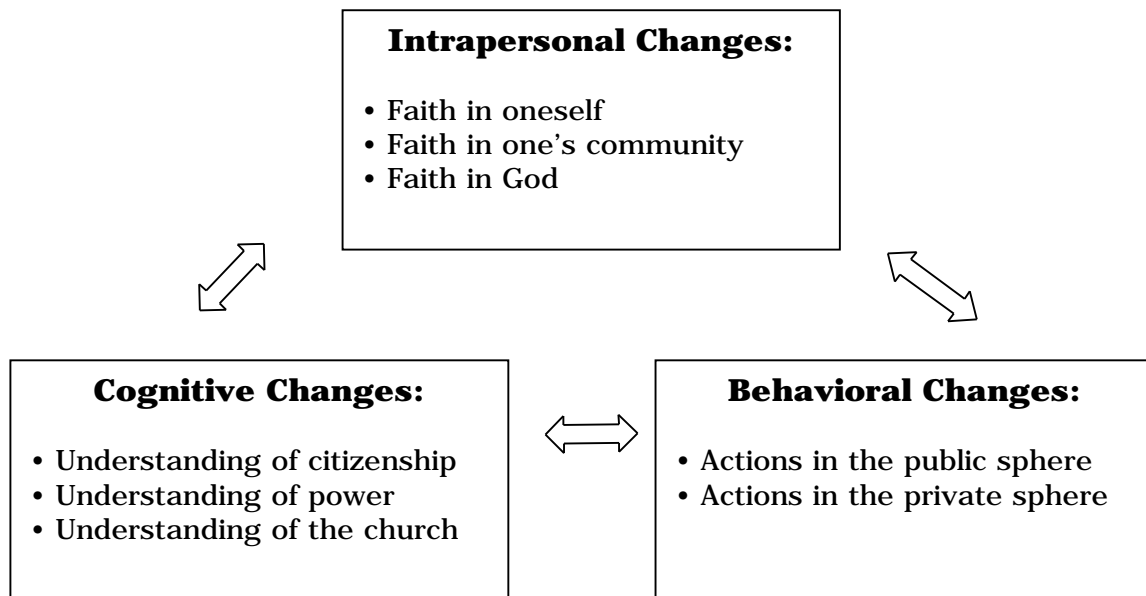 Intrapersonal Changes:
• Faith in oneself
• Faith in one’s community
• Faith in God
Cognitive Changes:
• Understanding of citizenship
• Understanding of power
• Understanding of the church
Behavioral Changes:
• Actions in the public sphere
• Actions in the private sphere